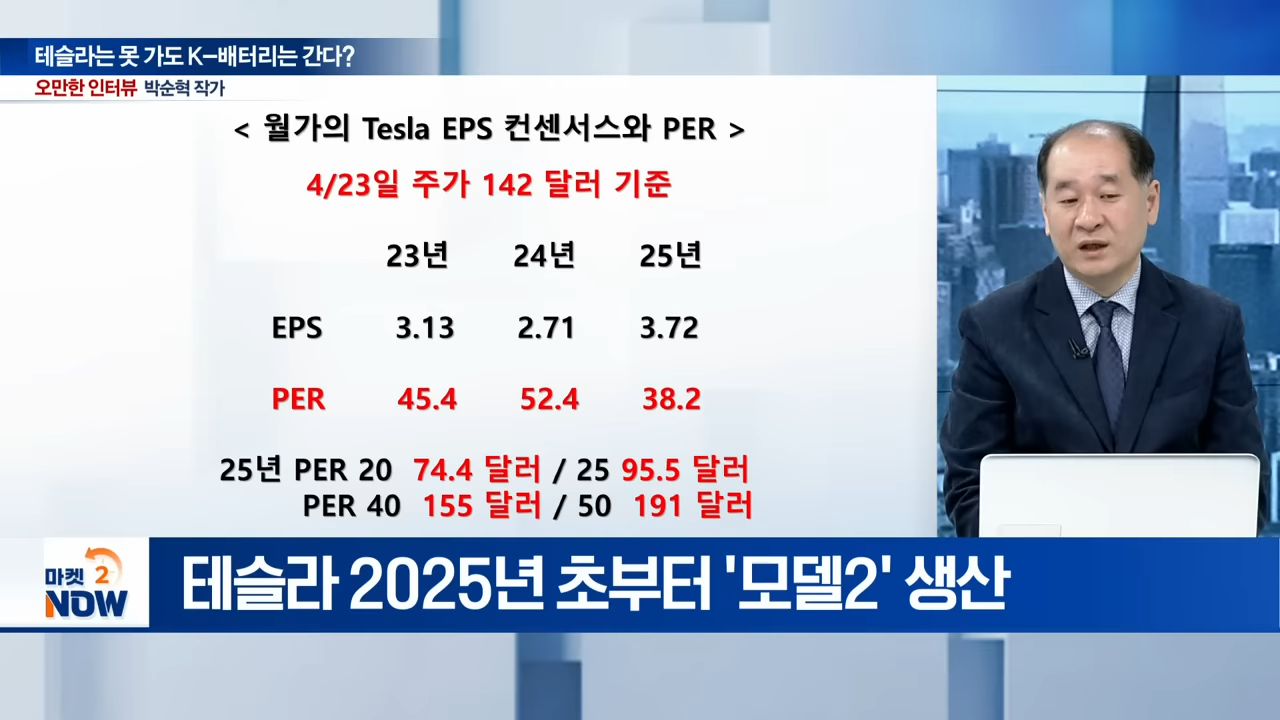 테슬라는 못 가도 K-배터리는 간다?
오만한 인터뷰 박순혁 작가
< 월가의 Tesla EPS 컨센서스와 PER >
4/23일 주가 142 달러 기준
23년 24년 25년
EPS 3.13 2.71 3.72
PER 45.4 52.4 38.2
25년 PER 20 74.4 달러 / 25 95.5 달러
PER 40 155 달러 / 50 191 달러
마켓 2
NOW
테슬라 2025년 초부터 '모델2' 생산